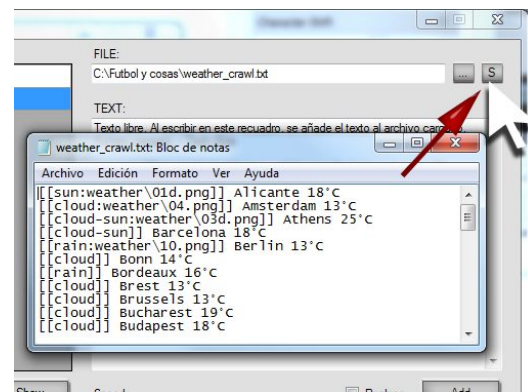 FILE:
C:\Futbol y cosas\weather_crawl.txt
... S
TEXT:
Texto libre. Al escribir en este recuadro, se añade el texto al archivo
weather_crawl.txt: Bloc de notas
Archivo Edición Formato Ver Ayuda
[[sun:weather\01d.png]] Alicante 18°C
[[cloud:weather\04.png]] Amsterdam 13°C
[[cloud-sun:weather\03d.png]] Athens 25°C
[[cloud-sun]] Barcelona 18°C
[[rain:weather\10.png]] Berlin 13°C
[[cloud]] Bonn 14°C
[[rain]] Bordeaux 16°C
[[cloud]] Brest 13°C
[[cloud]] Brussels 13°C
[[cloud]] Bucharest 19°C
[[cloud]] Budapest 18°C
Add